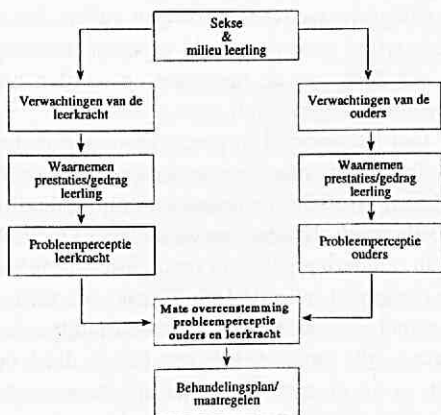 Sekse
&
milieu leerling
Verwachtingen van de
leerkracht
Verwachtingen van de
ouders
Waarnemen
prestaties/gedrag
leerling
Waarnemen
prestaties/gedrag
leerling
Probleemperceptie
leerkracht
Probleemperceptie
ouders
Mate overeenstemming
probleemperceptie
ouders en leerkracht
Behandelingsplan/
maatregelen